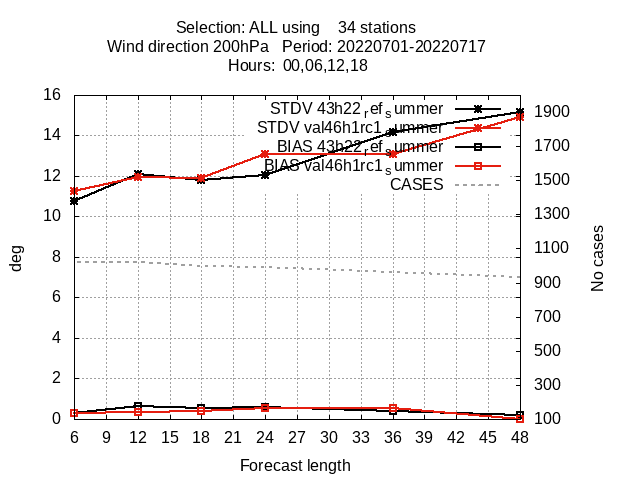 Selection: ALL using    34 stations
Wind direction 200hPa   Period: 20220701-20220717
Hours: 00,06,12,18
STDV 43h22ref_summer
STDV val46h1rc1_summer
BIAS 43h22ref_summer
BIAS val46h1rc1_summer
CASES
16
14
12
10
8
6
4
2
0
deg
1900
1700
1500
1300
1100
900
700
500
300
100
No cases
6 9 12 15 18 21 24 27 30 33 36 39 42 45 48
Forecast length